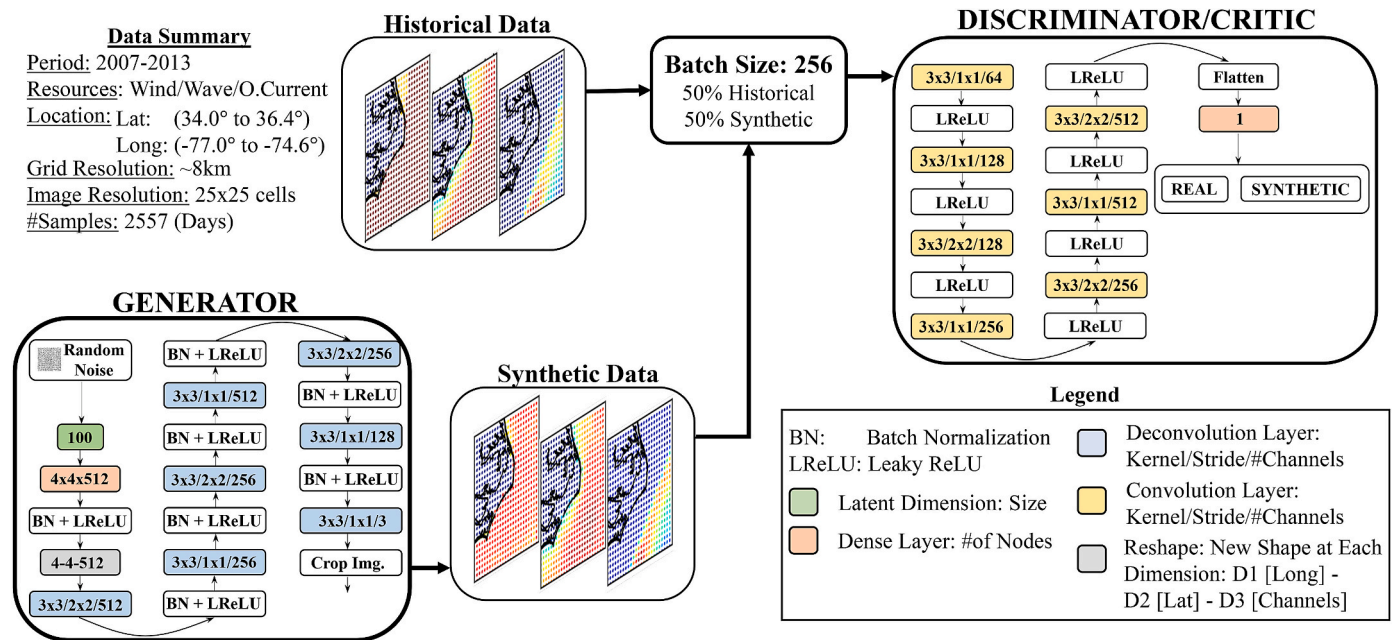 Data Summary
Period: 2007-2013
Resources: Wind/Wave/O.Current
Location: Lat: (34.0° to 36.4°)
Long: (-77.0° to -74.6°)
Grid Resolution: ~8km
Image Resolution: 25x25 cells
#Samples: 2557 (Days)
Historical Data
Batch Size: 256
50% Historical
50% Synthetic
DISCRIMINATOR/CRITIC
3x3/1x1/64
LReLU
3x3/1x1/128
LReLU
3x3/2x2/128
LReLU
3x3/1x1/256
LReLU
3x3/2x2/512
LReLU
3x3/1x1/512
LReLU
3x3/2x2/256
LReLU
Flatten
1
REAL
SYNTHETIC
GENERATOR
Random
Noise
100
4x4x512
BN + LReLU
4-4-512
3x3/2x2/512
BN + LReLU
3x3/1x1/512
BN + LReLU
3x3/2x2/256
BN + LReLU
3x3/1x1/256
BN + LReLU
3x3/2x2/256
BN + LReLU
3x3/1x1/128
BN + LReLU
3x3/1x1/3
Crop Img.
Synthetic Data
Legend
BN: Batch Normalization
LReLU: Leaky ReLU
Latent Dimension: Size
Dense Layer: #of Nodes
Deconvolution Layer:
Kernel/Stride/#Channels
Convolution Layer:
Kernel/Stride/#Channels
Reshape: New Shape at Each
Dimension: D1 [Long] -
D2 [Lat] - D3 [Channels]